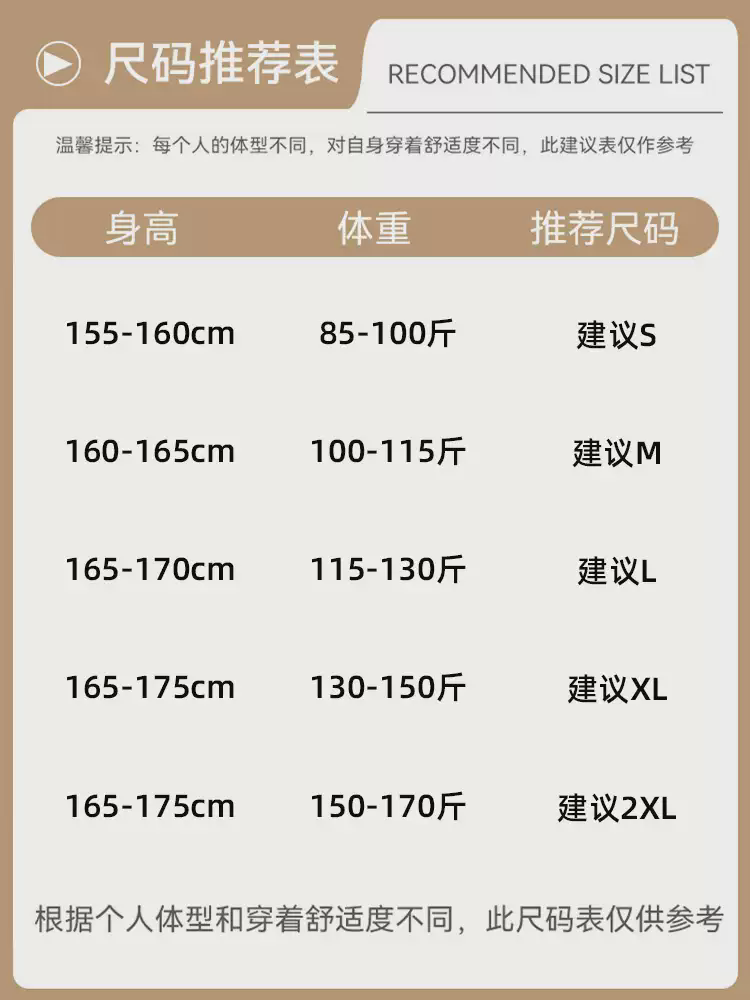 尺码推荐表
RECOMMENDED SIZE LIST
温馨提示：每个人的体型不同，对自身穿着舒适度不同，此建议表仅作参考
身高 体重 推荐尺码
155-160cm 85-100斤 建议S
160-165cm 100-115斤 建议M
165-170cm 115-130斤 建议L
165-175cm 130-150斤 建议XL
165-175cm 150-170斤 建议2XL
根据个人体型和穿着舒适度不同，此尺码表仅供参考